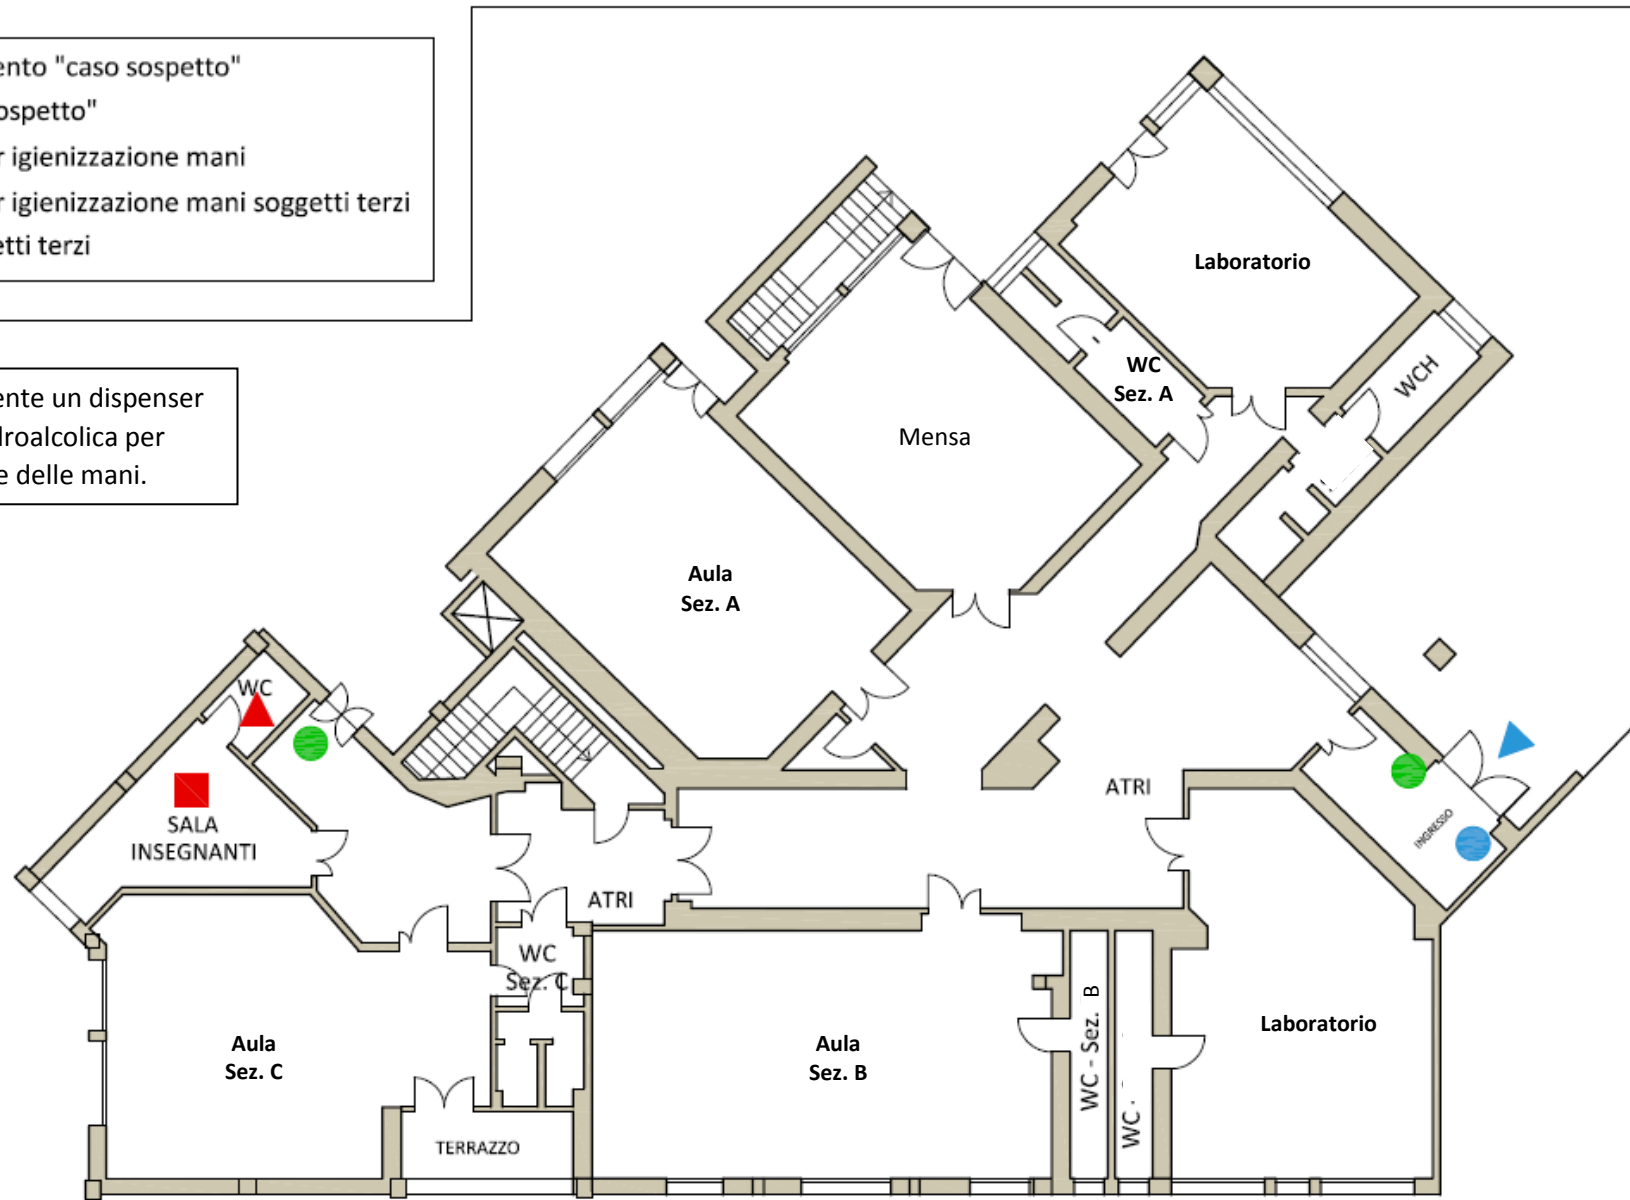 ento "caso sospetto"
ospetto"
r igienizzazione mani
r igienizzazione mani soggetti terzi
etti terzi
ente un dispenser
droalcolica per
e delle mani.
Laboratorio
WC
Sez. A
WCH
Mensa
Aula
Sez. A
WC
SALA
INSEGNANTI
ATRI
INGRESSO
ATRI
WC
Sez. C
Aula
Sez. C
Aula
Sez. B
WC - Sez. B
WC -
Laboratorio
TERRAZZO